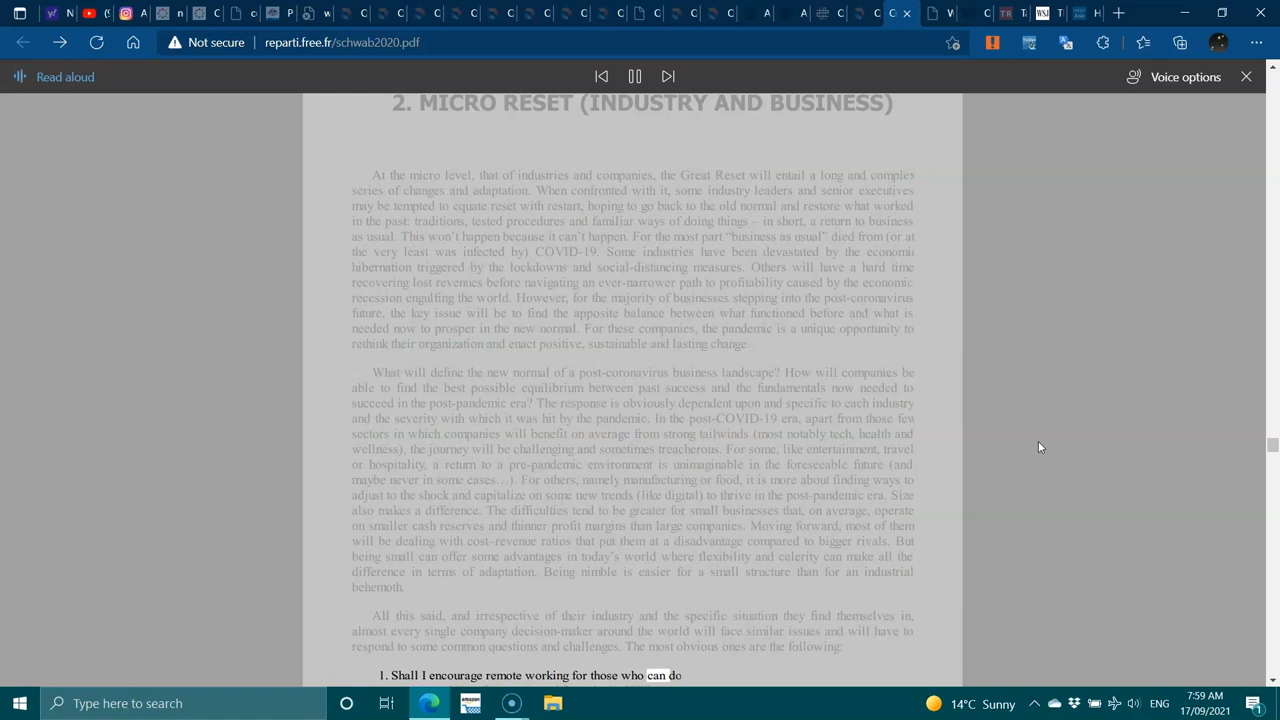 Not secure
reparti.free.fr/schwab2020.pdf
Read aloud
Voice options
2. MICRO RESET (INDUSTRY AND BUSINESS)
At the micro level, that of industries and companies, the Great Reset will entail a long and complex
series of changes and adaptation. When confronted with it, some industry leaders and senior executives
may be tempted to equate reset with restart, hoping to go back to the old normal and restore what worked
in the past: traditions, tested procedures and familiar ways of doing things – in short, a return to business
as usual. This won't happen because it can't happen. For the most part “business as usual” died from (or at
the very least was infected by) COVID-19. Some industries have been devastated by the economic
hibernation triggered by the lockdowns and social-distancing measures. Others will have a hard time
recovering lost revenues before navigating an ever-narrower path to profitability caused by the economic
recession engulfing the world. However, for the majority of businesses stepping into the post-coronavirus
future, the key issue will be to find the apposite balance between what functioned before and what is
needed now to prosper in the new normal. For these companies, the pandemic is a unique opportunity to
rethink their organization and enact positive, sustainable and lasting change.
What will define the new normal of a post-coronavirus business landscape? How will companies be
able to find the best possible equilibrium between past success and the fundamentals now needed to
succeed in the post-pandemic era? The response is obviously dependent upon and specific to each industry
and the severity with which it was hit by the pandemic. In the post-COVID-19 era, apart from those few
sectors in which companies will benefit on average from strong tailwinds (most notably tech, health and
wellness), the journey will be challenging and sometimes treacherous. For some, like entertainment, travel
or hospitality, a return to a pre-pandemic environment is unimaginable in the foreseeable future (and
maybe never in some cases…). For others, namely manufacturing or food, it is more about finding ways to
adjust to the shock and capitalize on some new trends (like digital) to thrive in the post-pandemic era. Size
also makes a difference. The difficulties tend to be greater for small businesses that, on average, operate
on smaller cash reserves and thinner profit margins than large companies. Moving forward, most of them
will be dealing with cost–revenue ratios that put them at a disadvantage compared to bigger rivals. But
being small can offer some advantages in today's world where flexibility and celerity can make all the
difference in terms of adaptation. Being nimble is easier for a small structure than for an industrial
behemoth.
All this said, and irrespective of their industry and the specific situation they find themselves in,
almost every single company decision-maker around the world will face similar issues and will have to
respond to some common questions and challenges. The most obvious ones are the following:
1. Shall I encourage remote working for those who can do
Type here to search
amazon
14°C Sunny
ENG
7:59 AM
17/09/2021